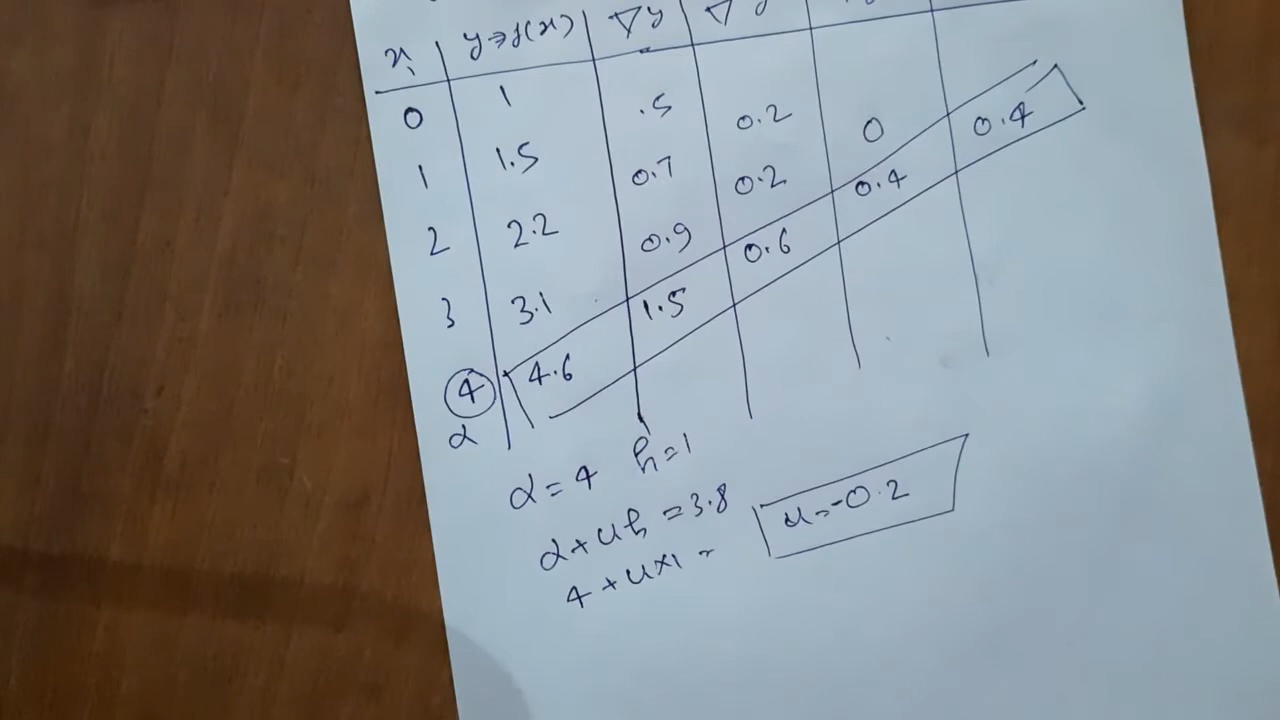 x y=f(x) ∇y ∇
0 1 .5 0.2 0 0.4
1 1.5 0.7 0.2 0.4
2 2.2 0.9 0.6
3 3.1 1.5
4 4.6
α
α=4 h=1
α+uh=3.8
4+u×1=
u=-0.2